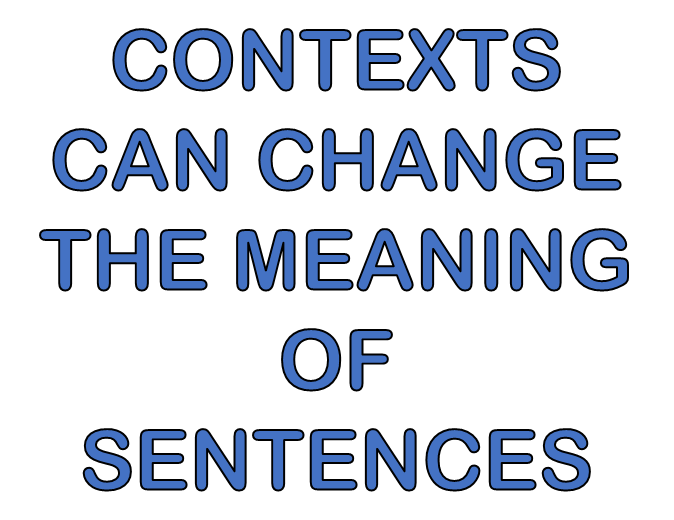 CONTEXTS
CAN CHANGE
THE MEANING
OF
SENTENCES